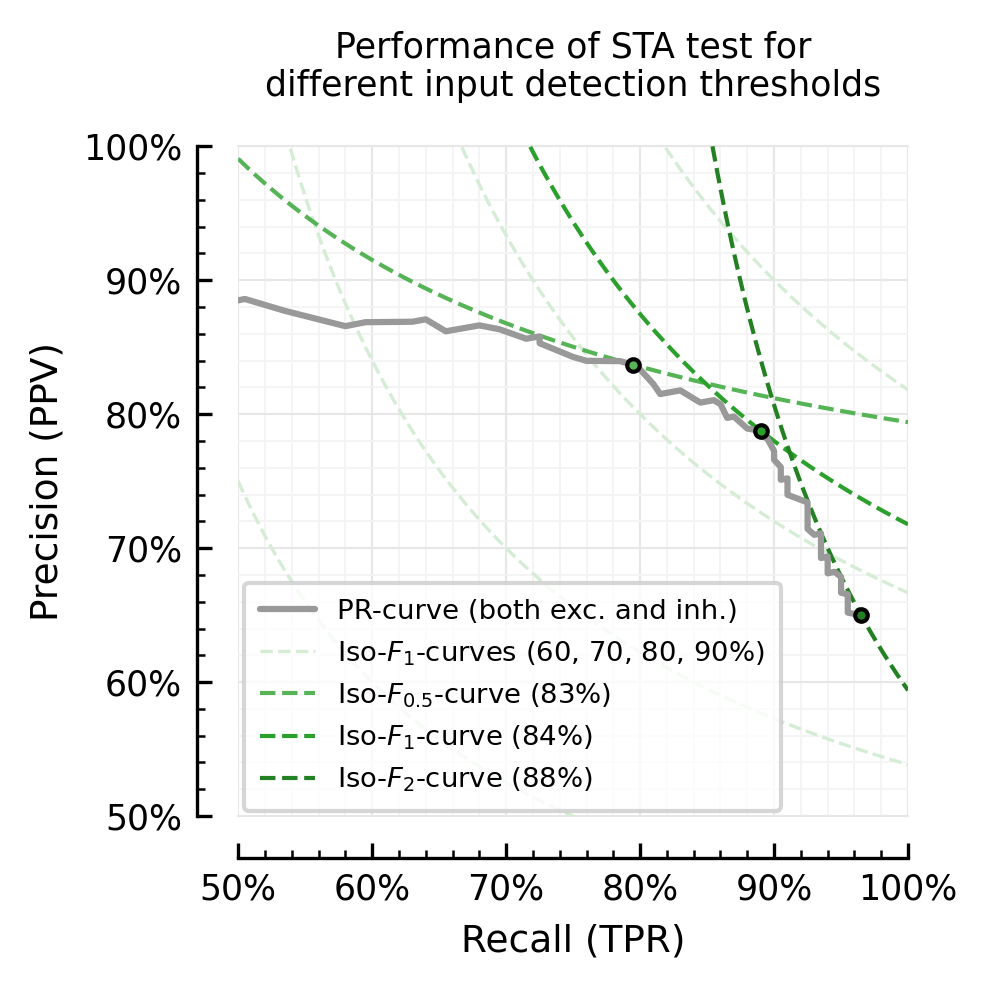 Performance of STA test for
different input detection thresholds
100%
90%
80%
70%
60%
50%
Precision (PPV)
PR-curve (both exc. and inh.)
Iso-F1-curves (60, 70, 80, 90%)
Iso-F0.5-curve (83%)
Iso-F1-curve (84%)
Iso-F2-curve (88%)
50% 60% 70% 80% 90% 100%
Recall (TPR)